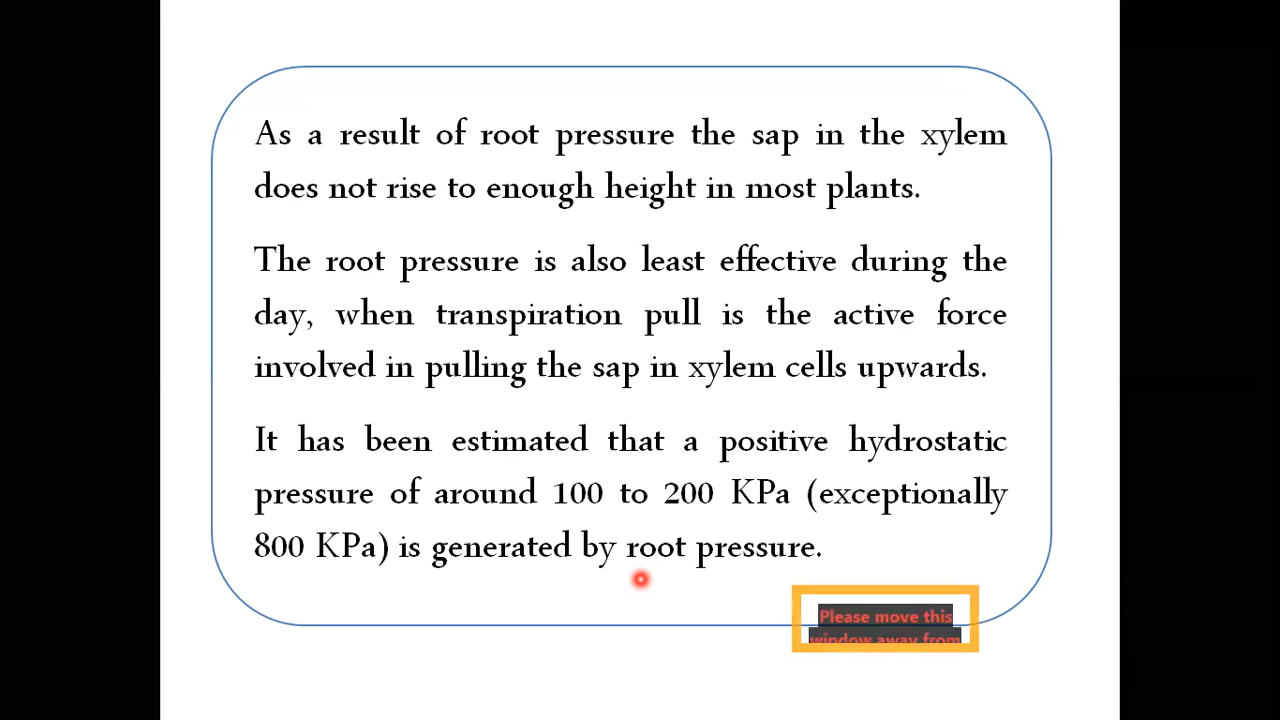 As a result of root pressure the sap in the xylem
does not rise to enough height in most plants.
The root pressure is also least effective during the
day, when transpiration pull is the active force
involved in pulling the sap in xylem cells upwards.
It has been estimated that a positive hydrostatic
pressure of around 100 to 200 KPa (exceptionally
800 KPa) is generated by root pressure.
Please move this
window away from